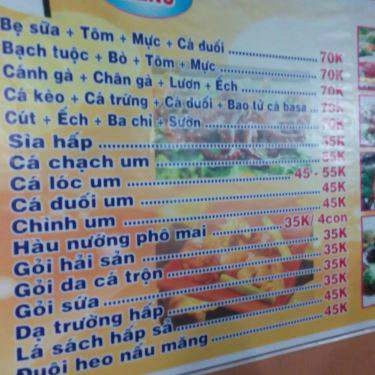 Bẹ sữa + Tôm + Mực + Cá đuối ........ 70K
Bạch tuộc + Bò + Tôm + Mực ........ 70K
Cánh gà + Chân gà + Lươn + Ếch ........ 70K
Cá kèo + Cá trứng + Cá đuối + Bao tử cá basa ... 70K
Cút + Ếch + Ba chỉ + Sườn ........
Sia hấp ........ 45K
Cá chạch um ........
Cá lóc um ........ 45 - 55K
Cá đuối um ........ 45K
Chình um ........ 45K
Hàu nướng phô mai ........ 35K/ 4con
Gỏi hải sản ........ 35K
Gỏi da cá trộn ........ 35K
Gỏi sữa ........ 35K
Dạ trường hấp ........ 45K
Lá sách hấp sả ........ 45K
Đuôi heo nấu măng ........ 45K